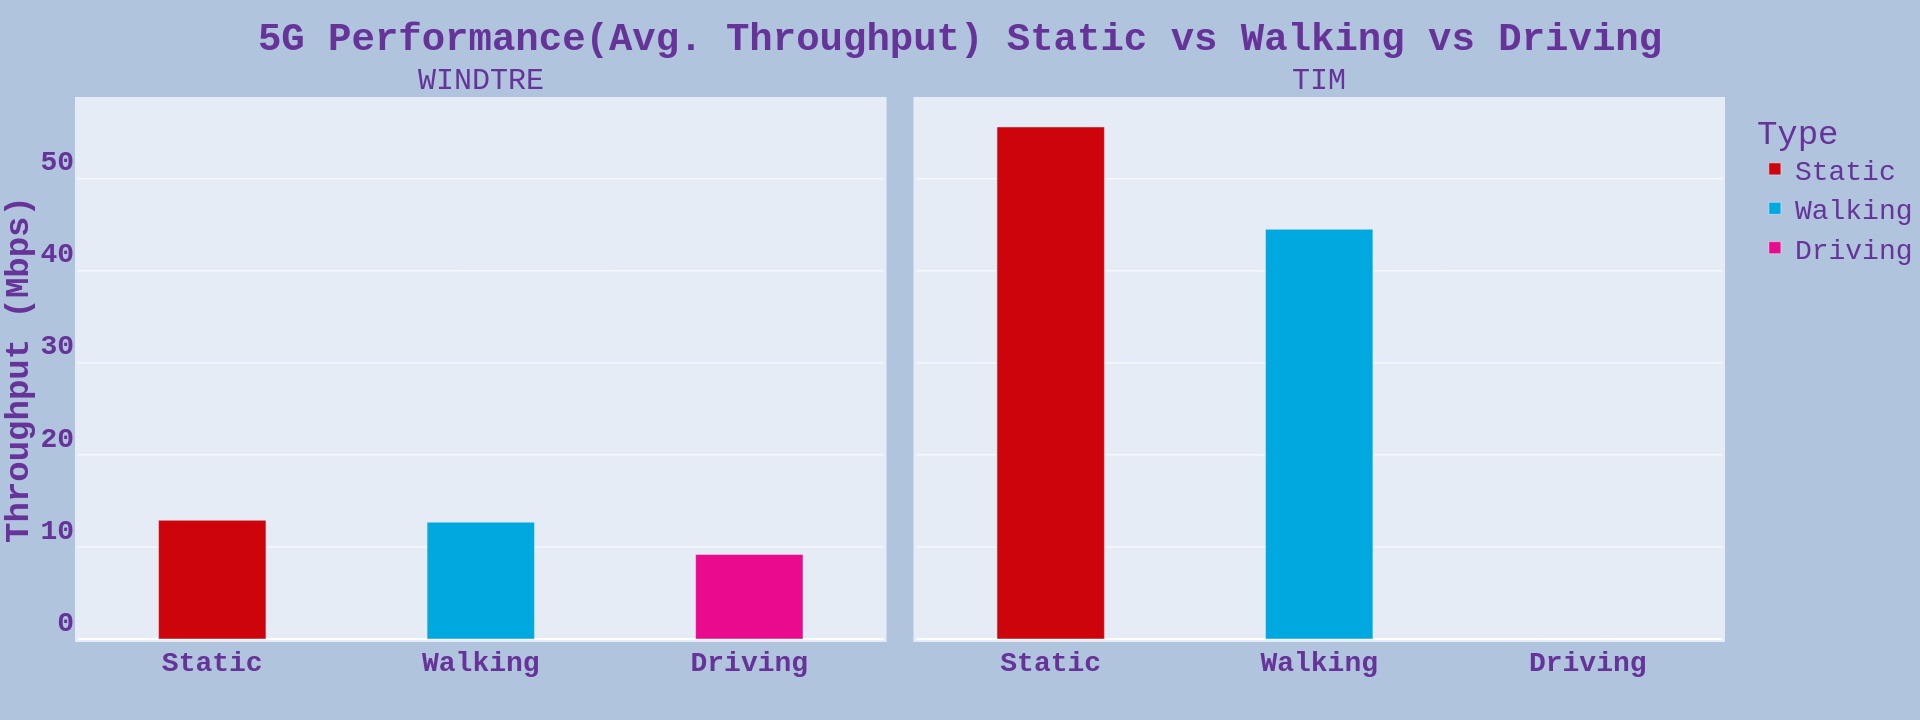 5G Performance(Avg. Throughput) Static vs Walking vs Driving
WINDTRE
TIM
Throughput (Mbps)
50
40
30
20
10
0
Static Walking Driving
Static Walking Driving
Type
Static
Walking
Driving